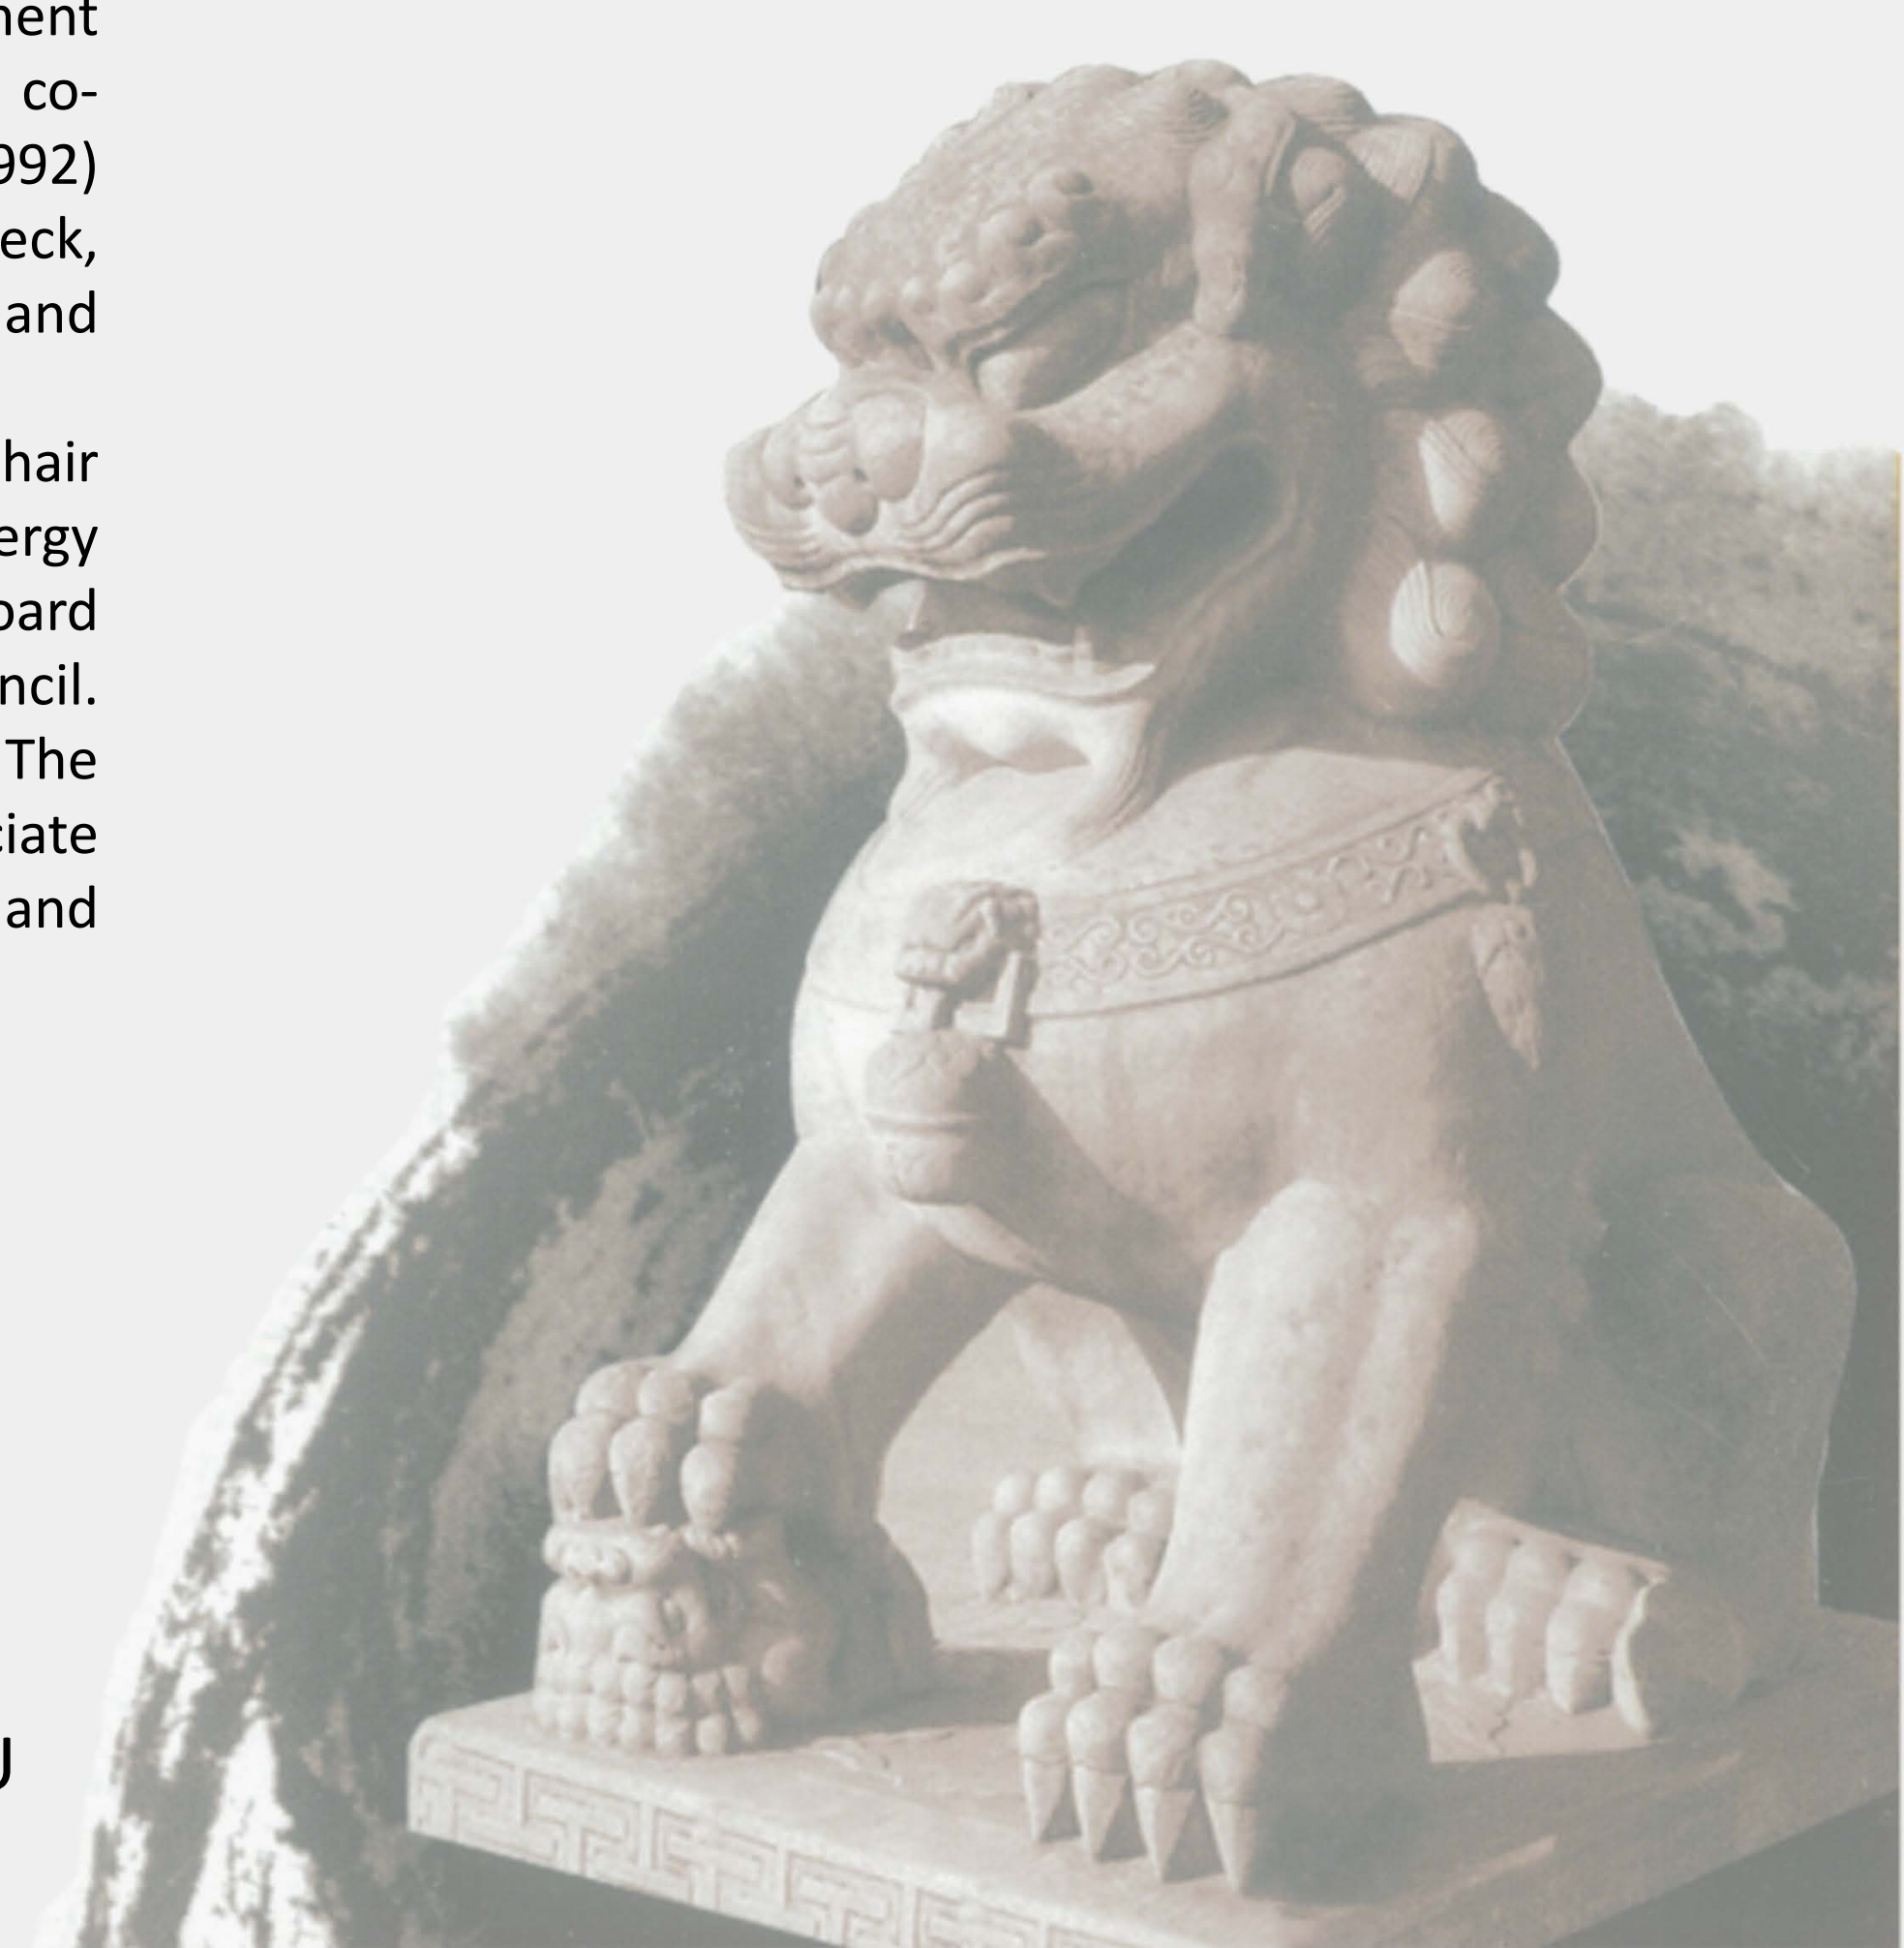 nent
co-
992)
eck,
and
hair
ergy
oard
ncil.
The
ciate
and